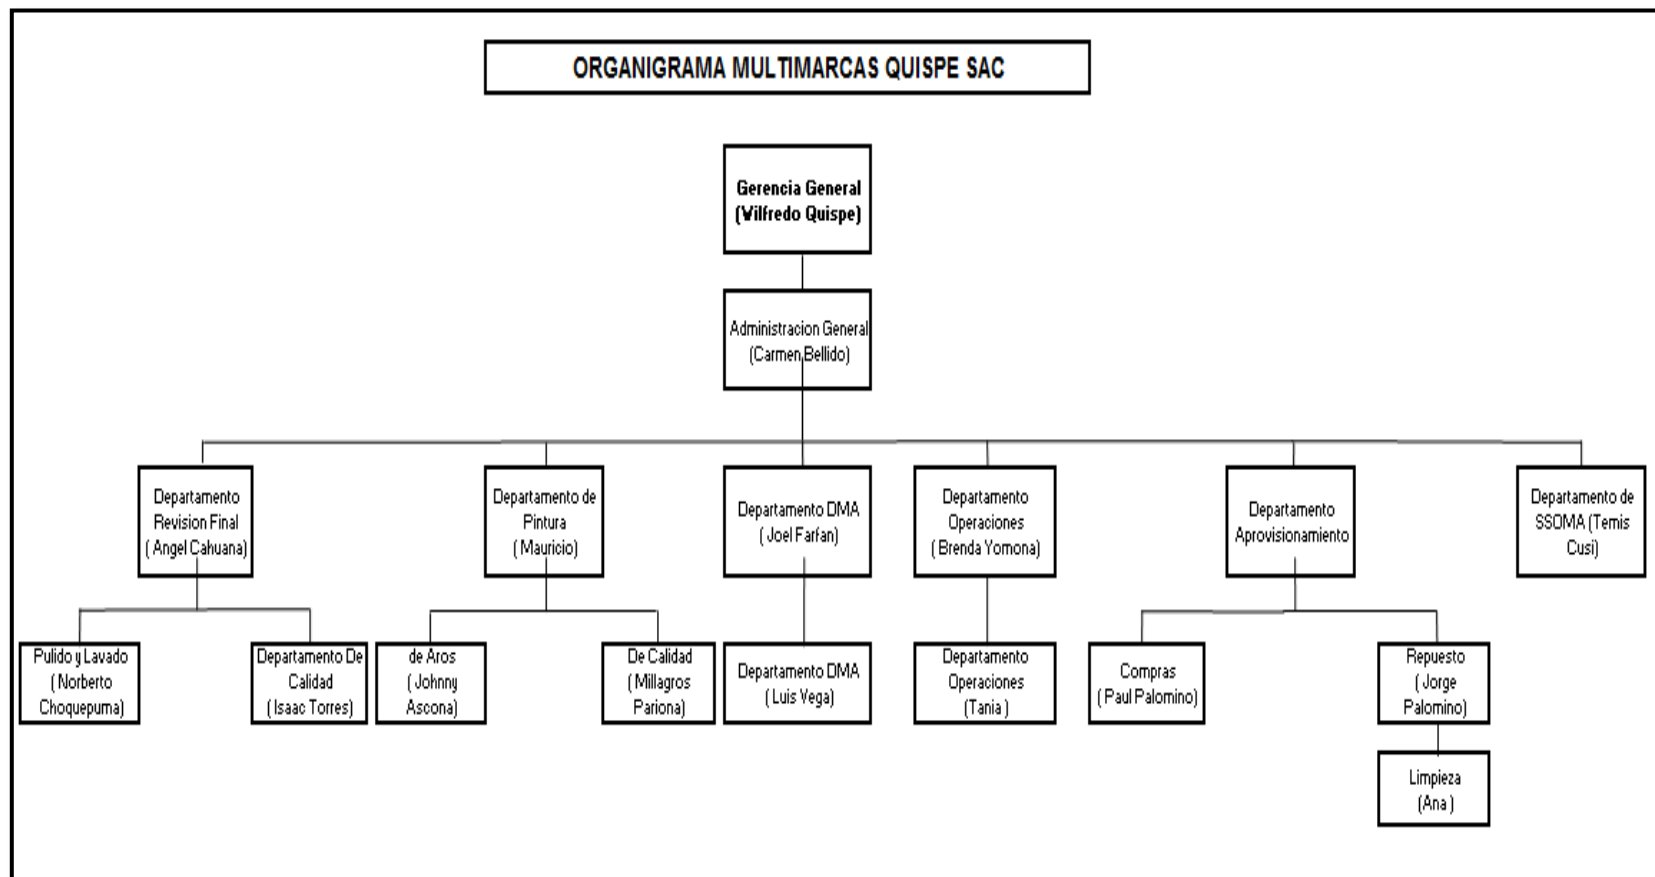 ORGANIGRAMA MULTIMARCAS QUISPE SAC
Gerencia General
(Wilfredo Quispe)
Administracion General
(Carmen Bellido)
Departamento
Revision Final
( Angel Cahuana)
Departamento de
Pintura
( Mauricio)
Departamento DMA
( Joel Farfan)
Departamento
Operaciones
( Brenda Yomona)
Departamento
Aprovisionamiento
Departamento de
SSOMA (Temis
Cusi)
Pulido y Lavado
( Norberto
Choquepuma)
Departamento De
Calidad
( Isaac Torres)
de Aros
( Johnny
Ascona)
De Calidad
( Millagros
Pariona)
Departamento DMA
( Luis Vega)
Departamento
Operaciones
(Tania )
Compras
( Paul Palomino)
Repuesto
( Jorge
Palomino)
Limpieza
(Ana )